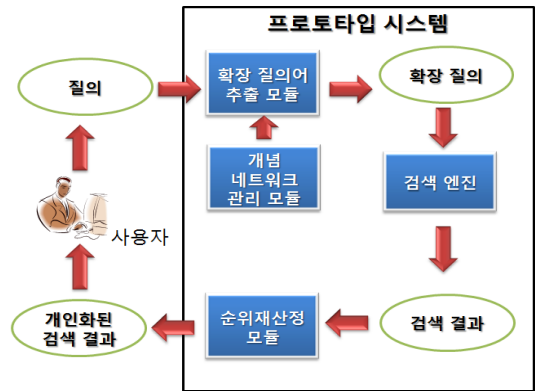 프로토타입 시스템
질의
확장 질의어
추출 모듈
확장 질의
개념
네트워크
관리 모듈
검색 엔진
사용자
개인화된
검색 결과
순위재산정
모듈
검색 결과